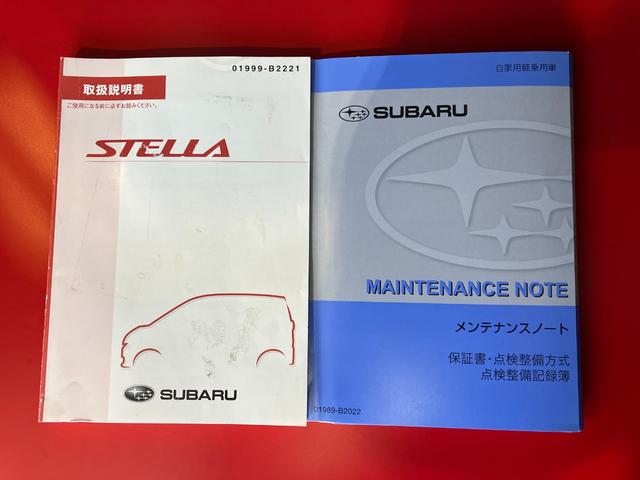 01999-B2221
取扱説明書
ご使用になる前に必ずお読みください。
STELLA
SUBARU
自家用軽乗用車
SUBARU
MAINTENANCE NOTE
メンテナンスノート
保証書・点検整備方式
点検整備記録簿
01989-B2022